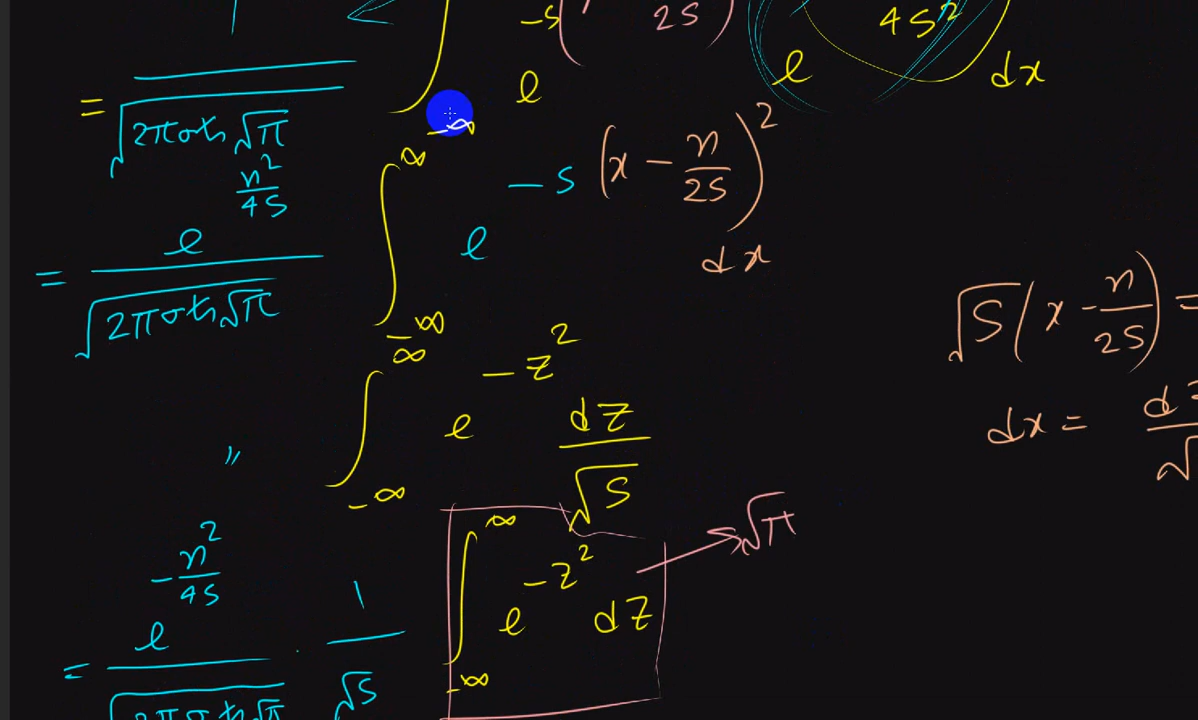 1 ∫ e -s( 2S ) e 4S² dx
= √(2πσħ√π) -∞
= e^(n²/4S) / √(2πσħ√π) ∫_{-∞}^{∞} e^{-s(x - n/2S)²} dx
√S (x - n/2S) =
〃 ∫_{-∞}^{∞} e^{-z²} dz/√S
dx = d / √
= e^{-n²/4S} / √(2πσħ√π) · 1/√S ∫_{-∞}^{∞} e^{-z²} dz → √π